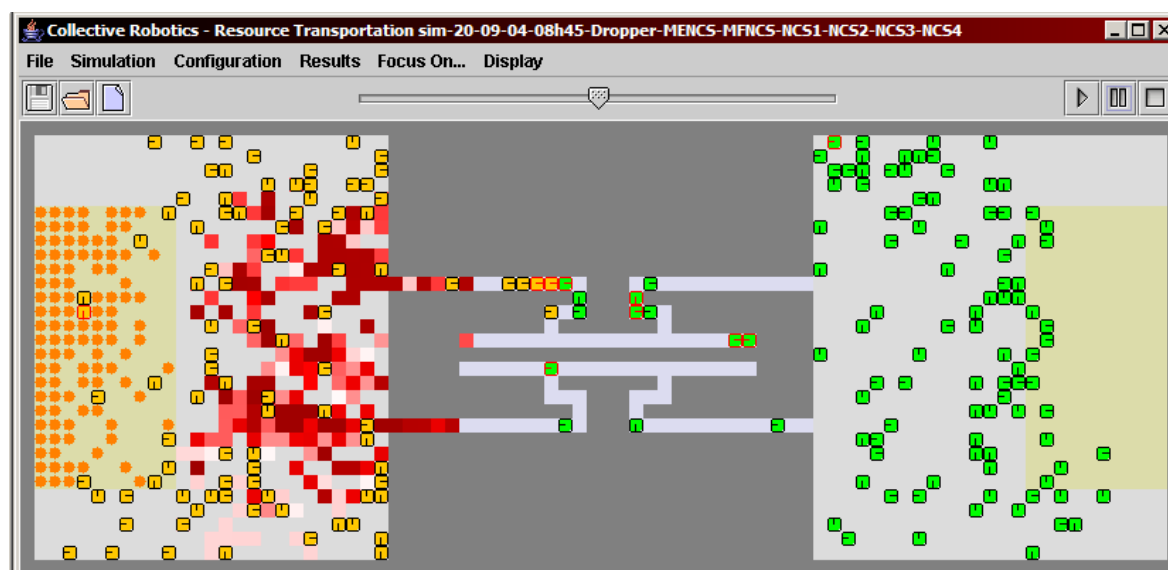 Collective Robotics - Resource Transportation sim-20-09-04-08h45-Dropper-MENCS-MFNCS-NCS1-NCS2-NCS3-NCS4
File Simulation Configuration Results Focus On... Display